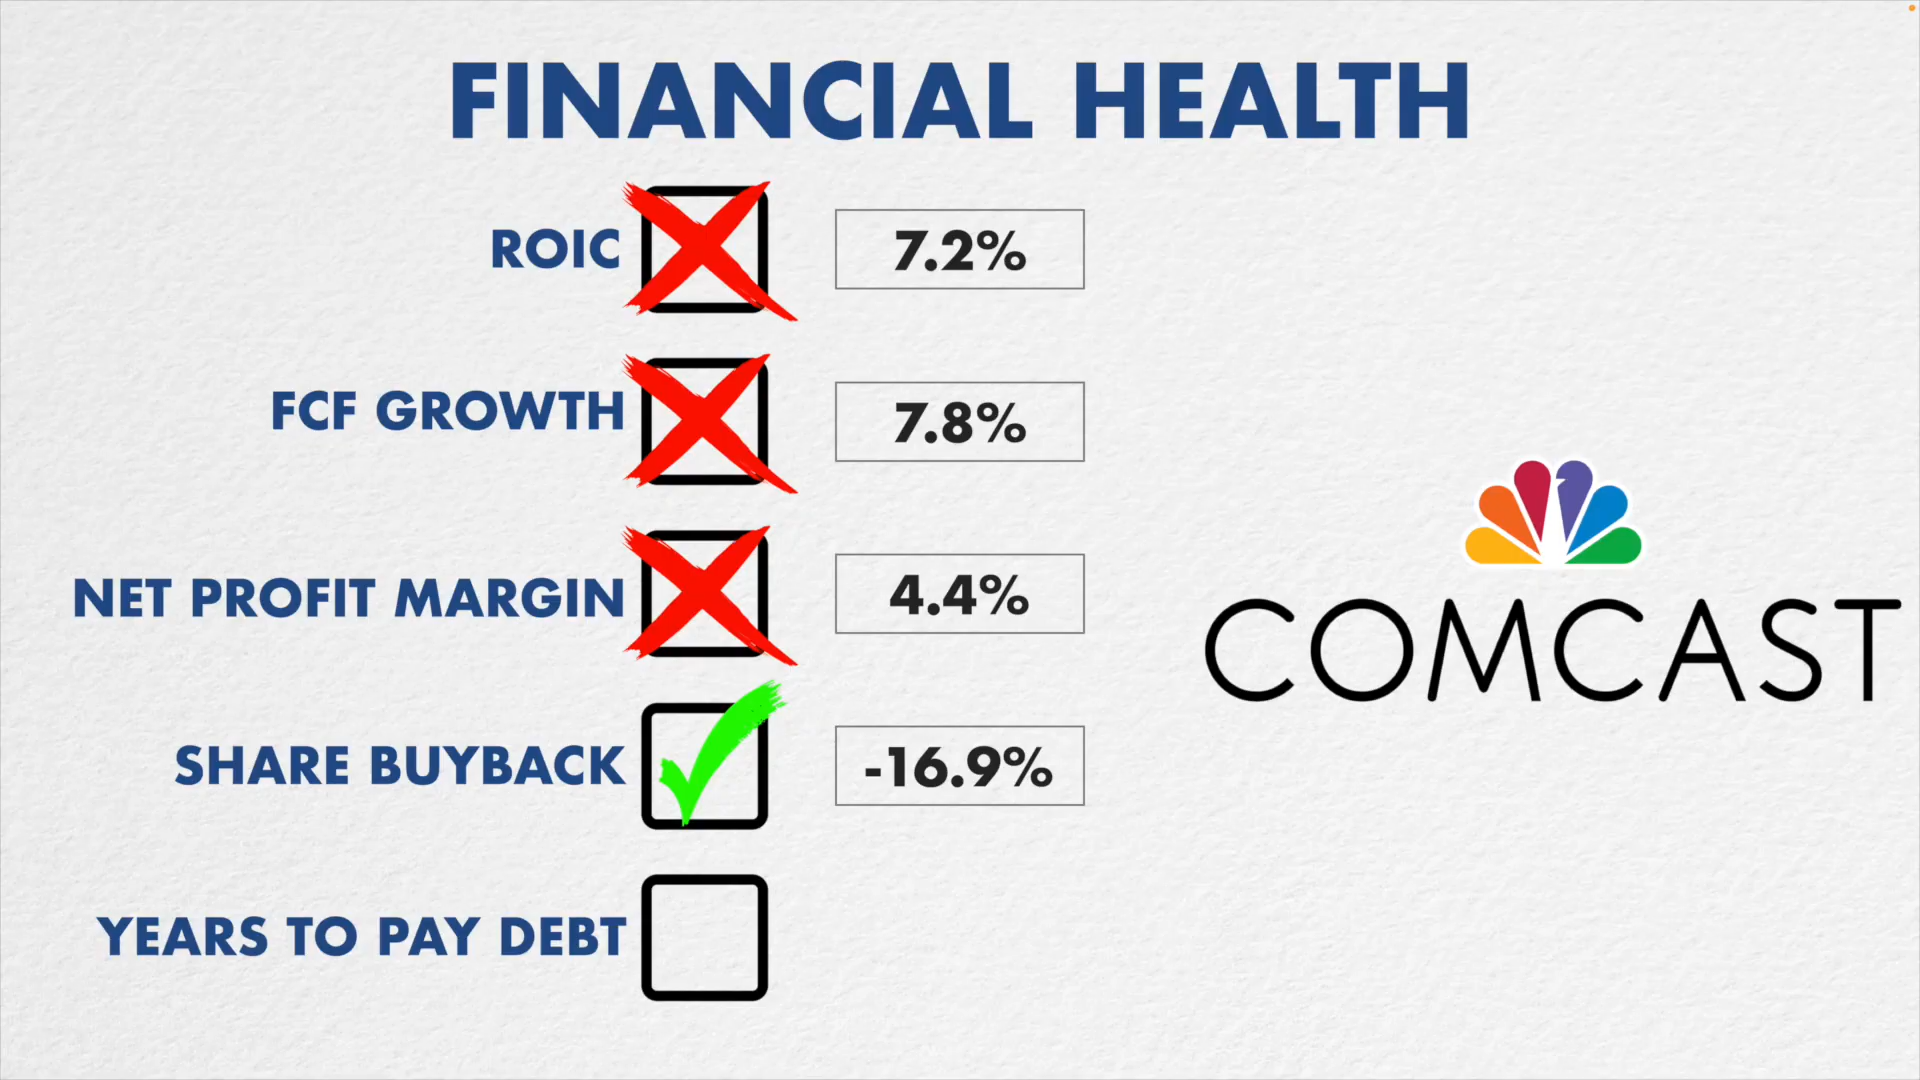 FINANCIAL HEALTH
ROIC 7.2%
FCF GROWTH 7.8%
NET PROFIT MARGIN 4.4%
SHARE BUYBACK -16.9%
YEARS TO PAY DEBT
COMCAST